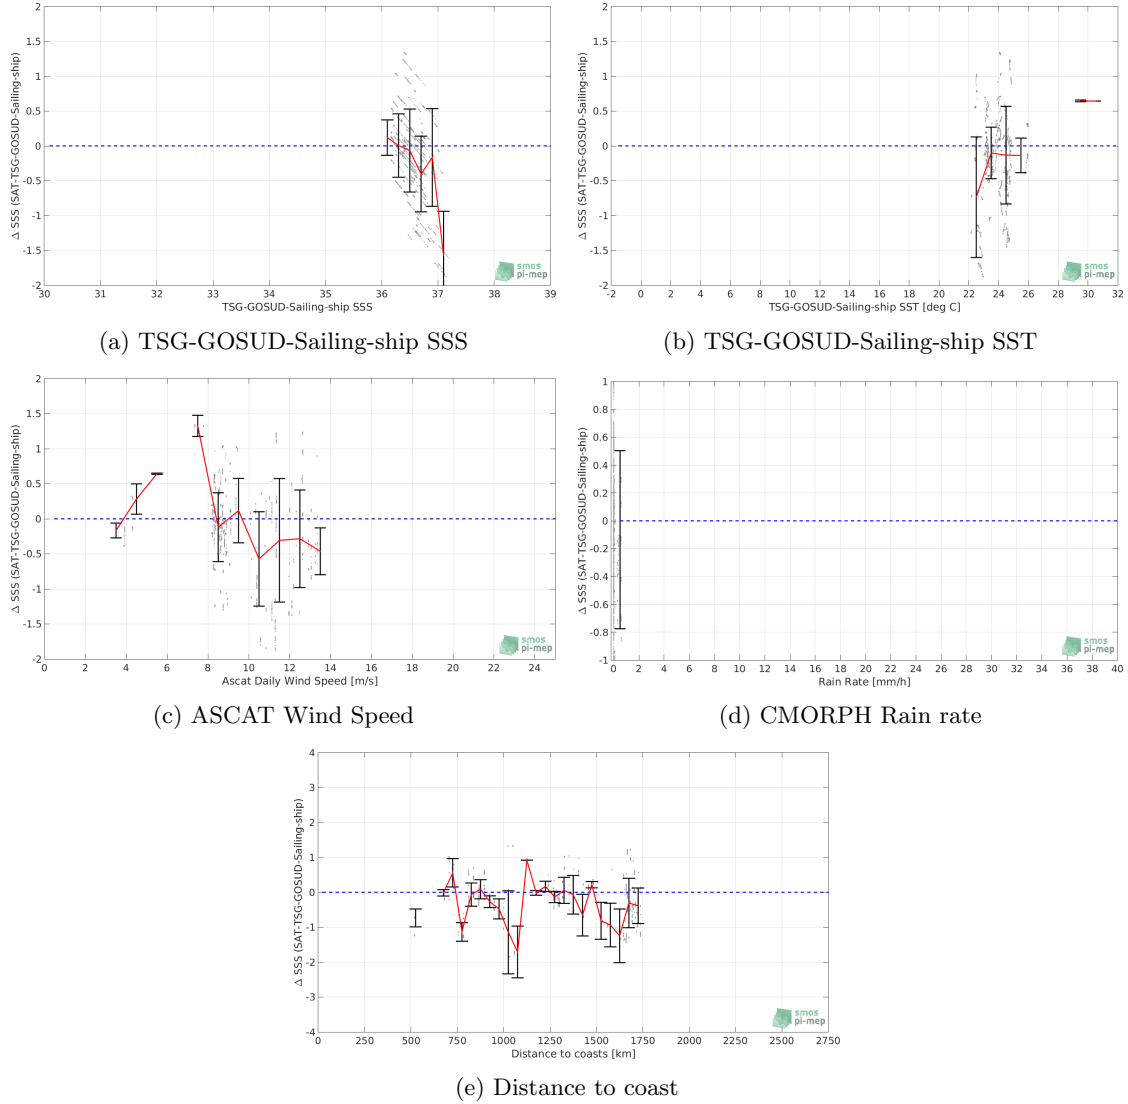 Δ SSS (SAT-TSG-GOSUD-Sailing-ship)
2
1.5
1
0.5
0
-0.5
-1
-1.5
-2
30 31 32 33 34 35 36 37 38 39
TSG-GOSUD-Sailing-ship SSS
smos
pi-mep
(a) TSG-GOSUD-Sailing-ship SSS
Δ SSS (SAT-TSG-GOSUD-Sailing-ship)
2
1.5
1
0.5
0
-0.5
-1
-1.5
-2
-2 0 2 4 6 8 10 12 14 16 18 20 22 24 26 28 30 32
TSG-GOSUD-Sailing-ship SST [deg C]
smos
pi-mep
(b) TSG-GOSUD-Sailing-ship SST
Δ SSS (SAT-TSG-GOSUD-Sailing-ship)
2
1.5
1
0.5
0
-0.5
-1
-1.5
-2
0 2 4 6 8 10 12 14 16 18 20 22 24
Ascat Daily Wind Speed [m/s]
smos
pi-mep
(c) ASCAT Wind Speed
Δ SSS (SAT-TSG-GOSUD-Sailing-ship)
1
0.8
0.6
0.4
0.2
0
-0.2
-0.4
-0.6
-0.8
-1
0 2 4 6 8 10 12 14 16 18 20 22 24 26 28 30 32 34 36 38 40
Rain Rate [mm/h]
smos
pi-mep
(d) CMORPH Rain rate
Δ SSS (SAT-TSG-GOSUD-Sailing-ship)
4
3
2
1
0
-1
-2
-3
-4
0 250 500 750 1000 1250 1500 1750 2000 2250 2500 2750
Distance to coasts [km]
smos
pi-mep
(e) Distance to coast